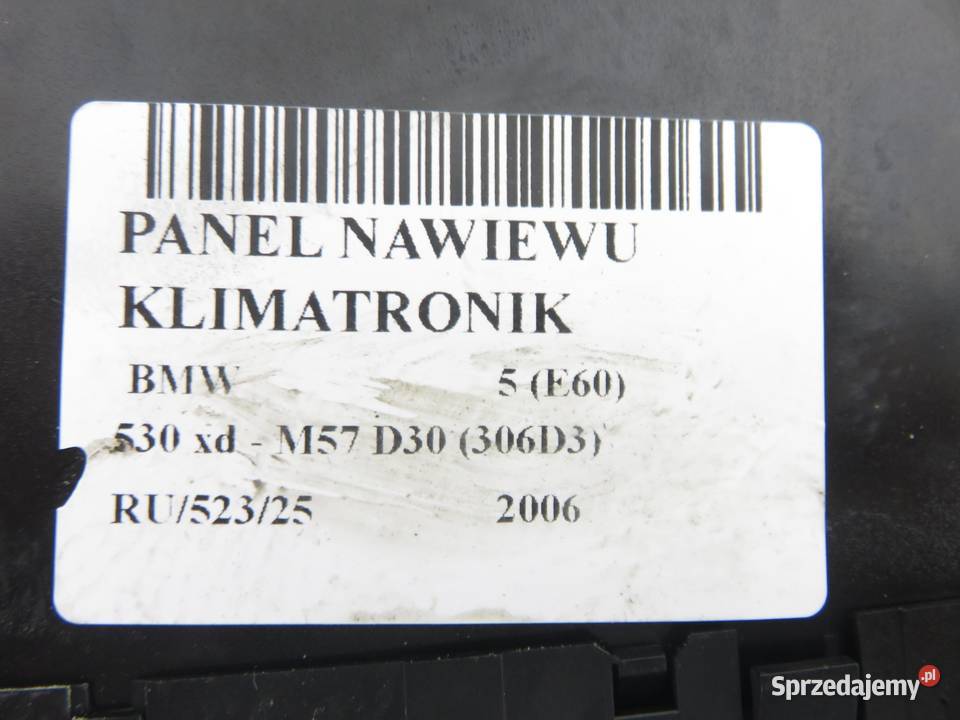 PANEL NAWIEWU
KLIMATRONIK
BMW 5 (E60)
530 xd - M57 D30 (306D3)
RU/523/25 2006
Sprzedajemy.pl